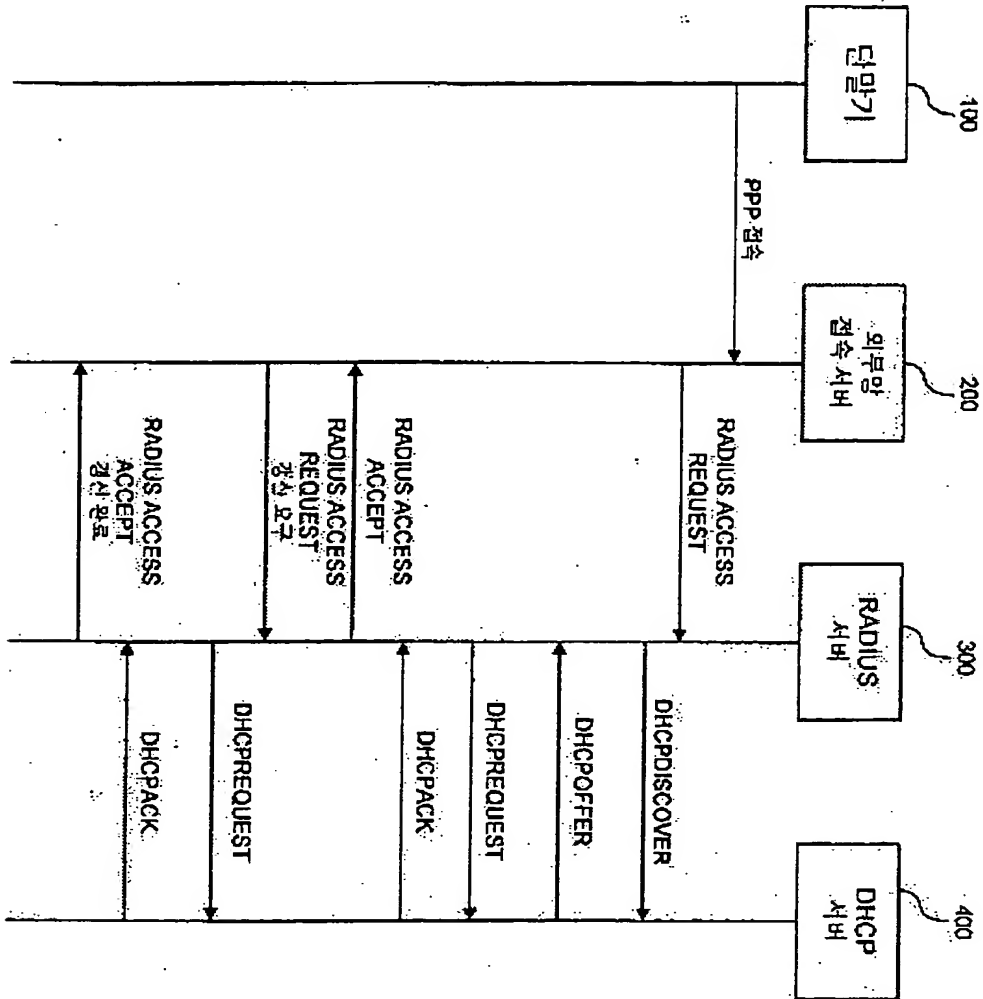 100
단말기
200
외부망
접속 서버
300
RADIUS
서버
400
DHCP
서버
PPP 접속
RADIUS ACCESS
REQUEST
DHCPDISCOVER
DHCPOFFER
DHCPREQUEST
DHCPACK
RADIUS ACCESS
ACCEPT
RADIUS ACCESS
REQUEST
갱신 요구
DHCPREQUEST
DHCPACK
RADIUS ACCESS
ACCEPT
갱신 완료